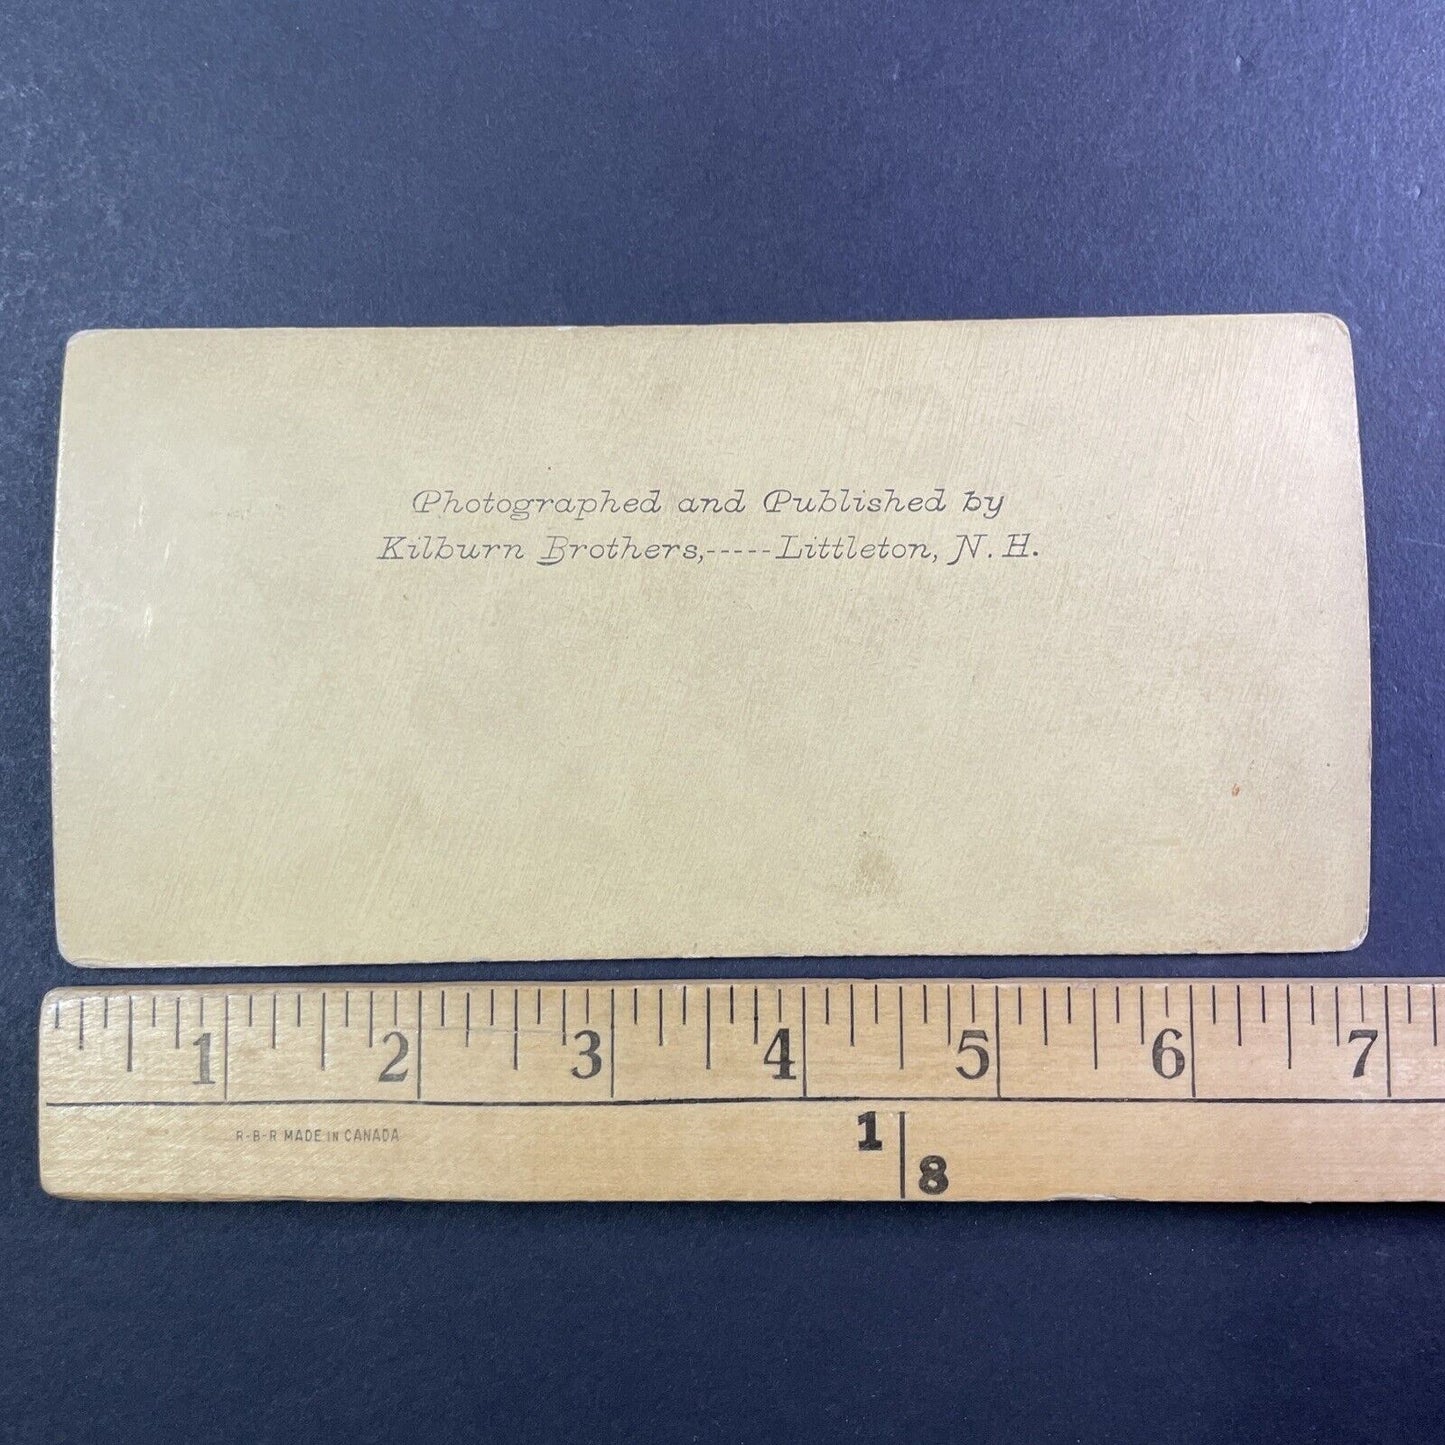 Photographed and Published by
Kilburn Brothers,-----Littleton, N. H.
1 2 3 4 5 6 7
R-B-R MADE IN CANADA
1
8